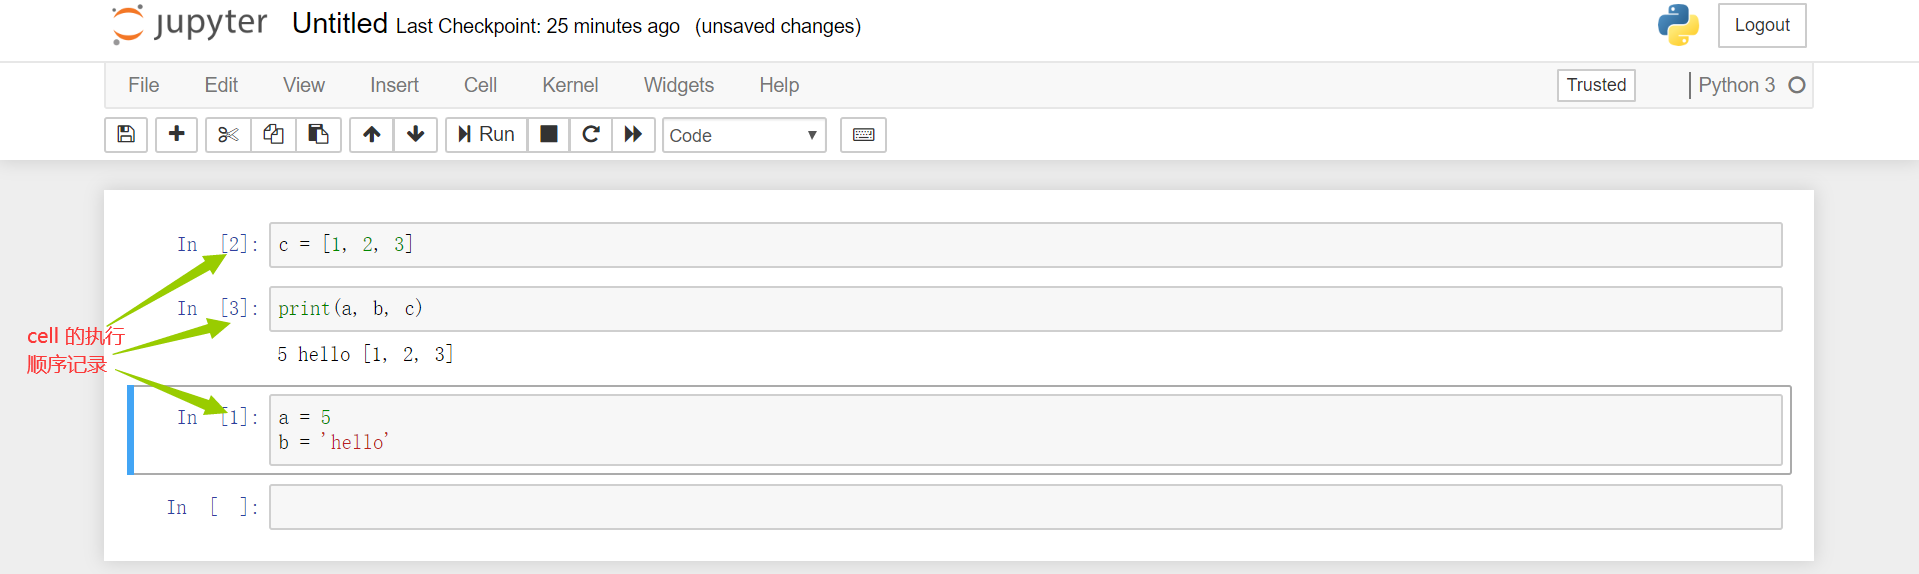 jupyter Untitled Last Checkpoint: 25 minutes ago (unsaved changes) Logout
File Edit View Insert Cell Kernel Widgets Help Trusted Python 3
Run Code
In [2]: c = [1, 2, 3]
In [3]: print(a, b, c)
cell 的执行
顺序记录
5 hello [1, 2, 3]
In [1]: a = 5
b = 'hello'
In [ ]: